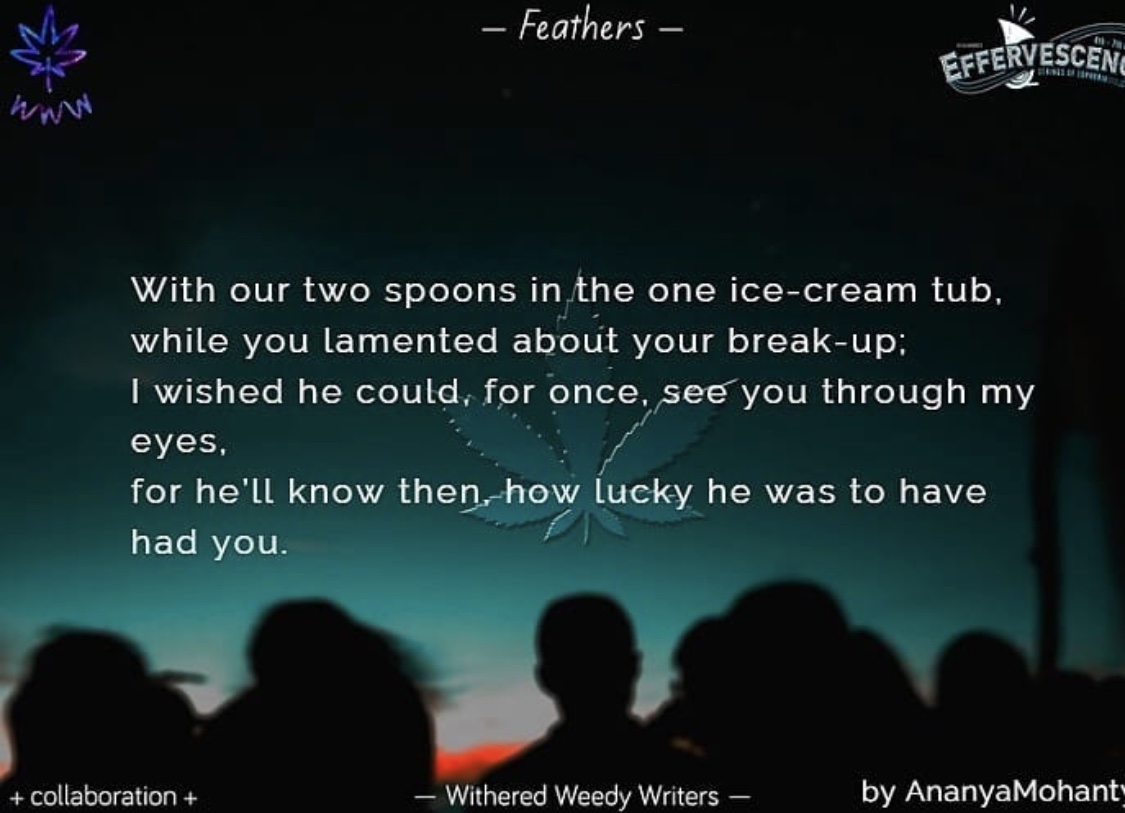 — Feathers —
WWW
EFFERVESCENC
With our two spoons in the one ice-cream tub,
while you lamented about your break-up;
I wished he could, for once, see you through my
eyes,
for he'll know then, how lucky he was to have
had you.
+ collaboration +
— Withered Weedy Writers —
by AnanyaMohanty